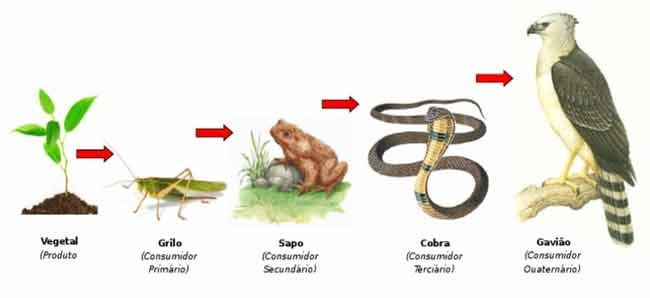 Vegetal
(Produto
Grilo
(Consumidor
Primário)
Sapo
(Consumidor
Secundário)
Cobra
(Consumidor
Terciário)
Gavião
(Consumidor
Quaternário)